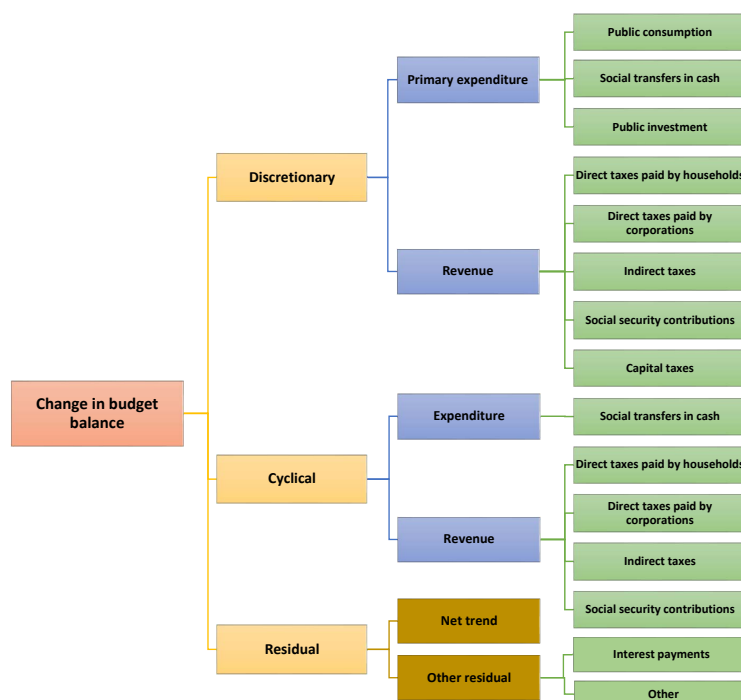 Public consumption
Primary expenditure
Social transfers in cash
Public investment
Discretionary
Direct taxes paid by households
Direct taxes paid by
corporations
Revenue
Indirect taxes
Social security contributions
Capital taxes
Change in budget
balance
Expenditure
Social transfers in cash
Cyclical
Direct taxes paid by households
Direct taxes paid by
corporations
Revenue
Indirect taxes
Social security contributions
Residual
Net trend
Other residual
Interest payments
Other